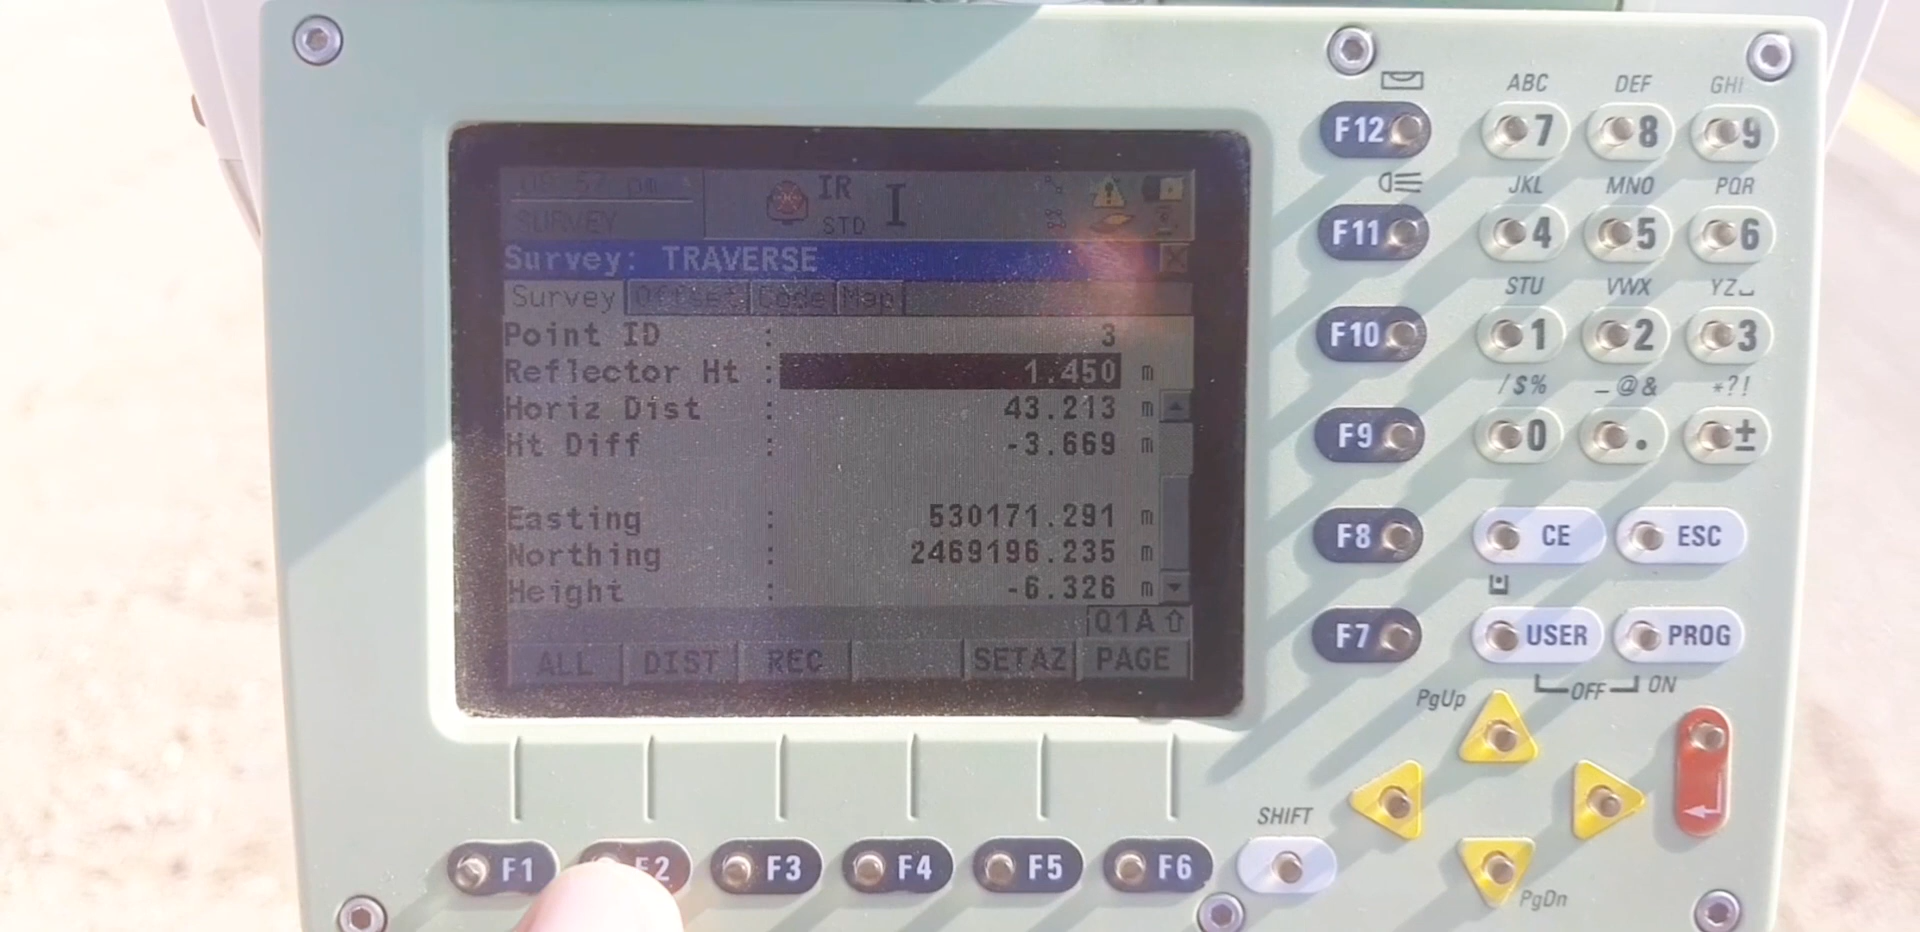 IR
STD
I
SURVEY
Survey: TRAVERSE
Survey Offset Code Map
Point ID : 3
Reflector Ht : 1.450 m
Horiz Dist : 43.213 m
Ht Diff : -3.669 m
Easting : 530171.291 m
Northing : 2469196.235 m
Height : -6.326 m
Q1A
ALL DIST REC SETAZ PAGE
F1 F2 F3 F4 F5 F6 SHIFT
ABC DEF GHI
F12 7 8 9
JKL MNO PQR
F11 4 5 6
STU VWX YZ
F10 1 2 3
/$% _@& *?!
F9 0 . ±
F8 CE ESC
F7 USER PROG
OFF ON
PgUp
PgDn